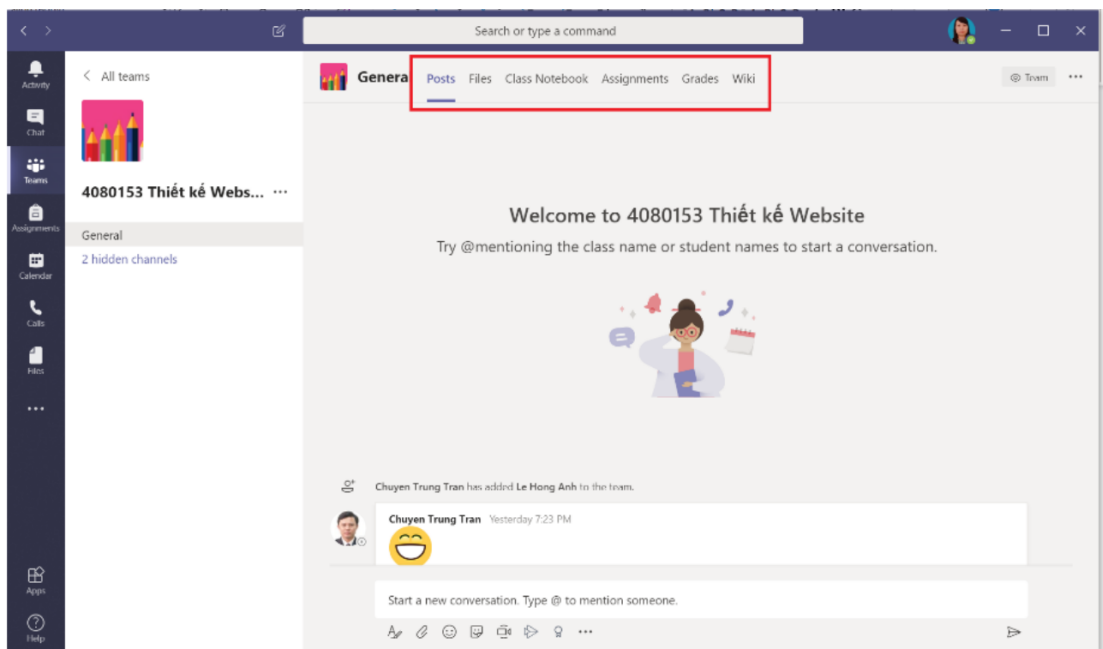 Search or type a command
Activity
Chat
Teams
Assignments
Calendar
Calls
Files
Apps
Help
All teams
4080153 Thiết kế Webs...
General
2 hidden channels
General Posts Files Class Notebook Assignments Grades Wiki
Team
Welcome to 4080153 Thiết kế Website
Try @mentioning the class name or student names to start a conversation.
Chuyen Trung Tran has added Le Hong Anh to the team.
Chuyen Trung Tran Yesterday 7:23 PM
Start a new conversation. Type @ to mention someone.